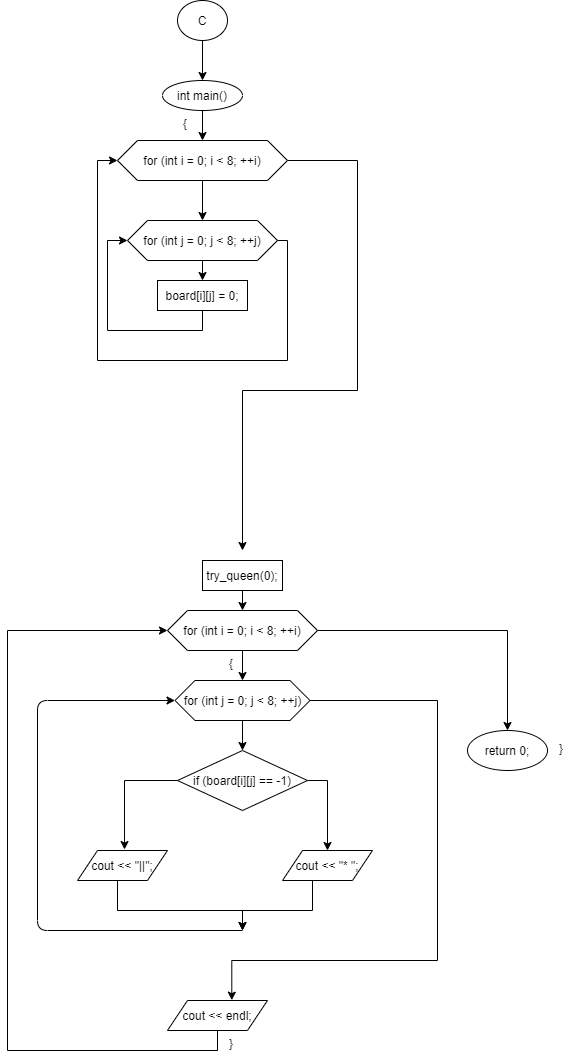 C
int main()
{
for (int i = 0; i < 8; ++i)
for (int j = 0; j < 8; ++j)
board[i][j] = 0;
try_queen(0);
for (int i = 0; i < 8; ++i)
{
for (int j = 0; j < 8; ++j)
return 0;
}
if (board[i][j] == -1)
cout << "||";
cout << "* ";
cout << endl;
}